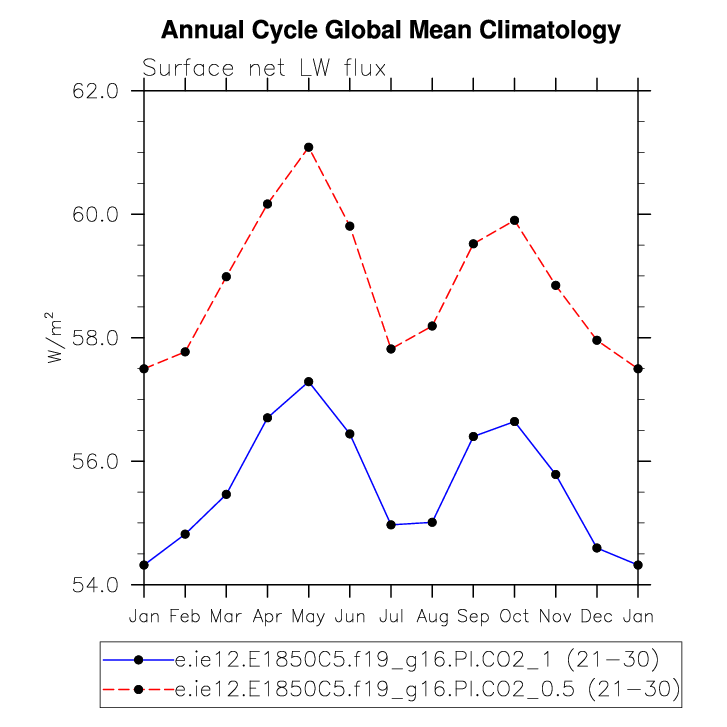 Annual Cycle Global Mean Climatology
Surface net LW flux
62.0
60.0
58.0
56.0
54.0
W/m²
Jan Feb Mar Apr May Jun Jul Aug Sep Oct Nov Dec Jan
e.ie12.E1850C5.f19_g16.PI.CO2_1 (21-30)
e.ie12.E1850C5.f19_g16.PI.CO2_0.5 (21-30)